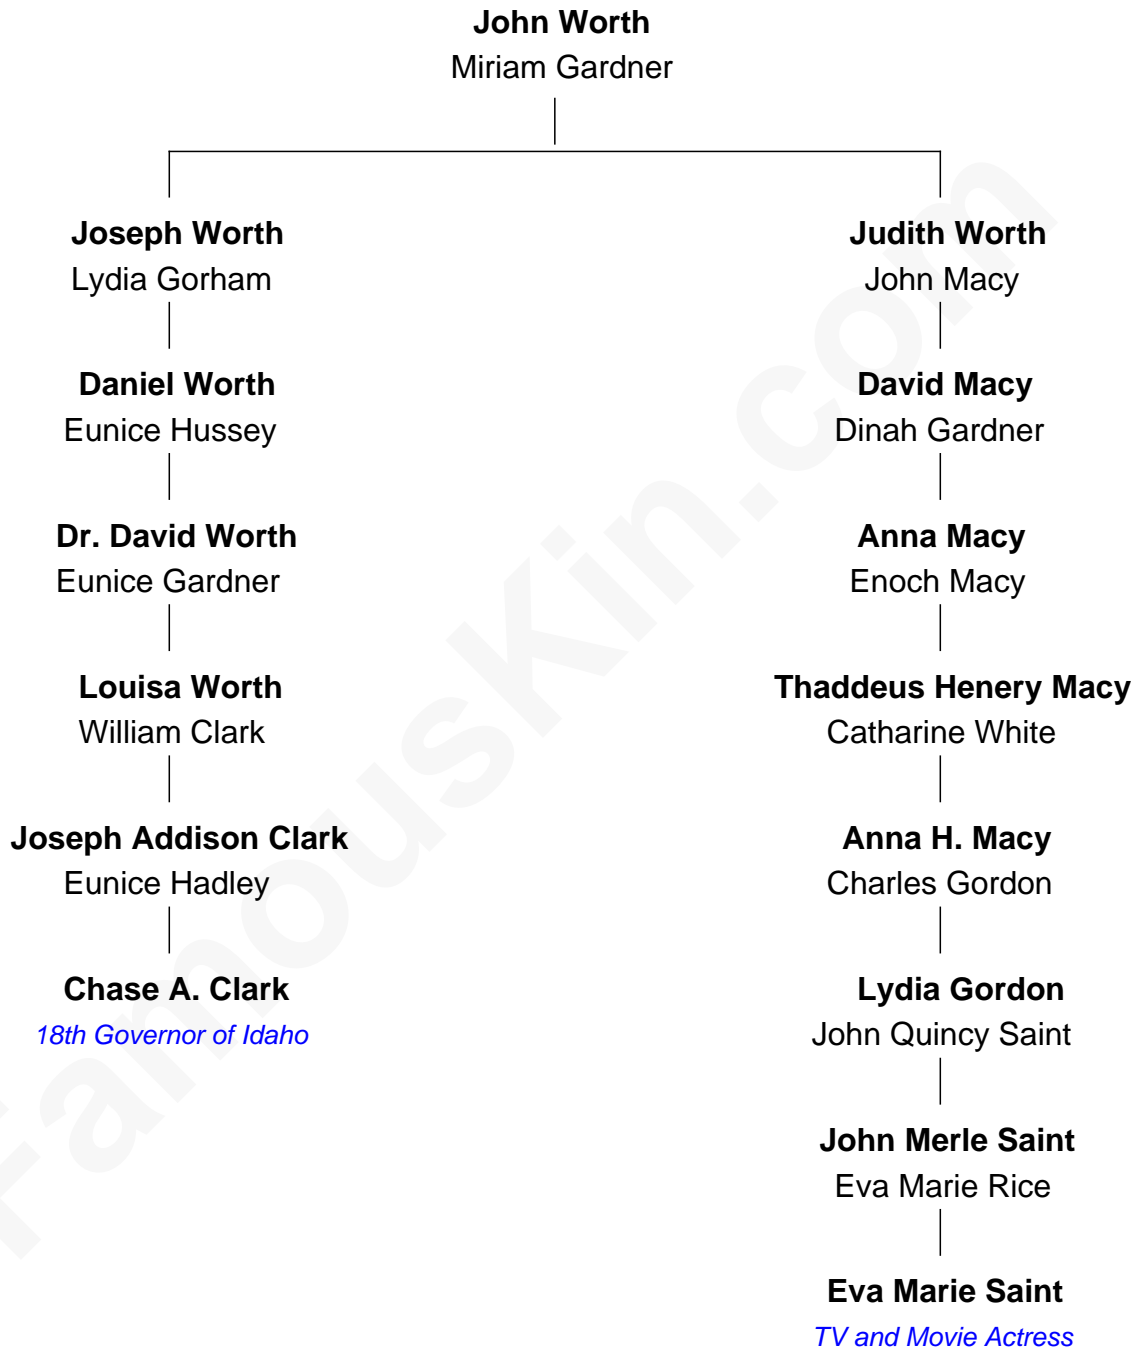 John Worth
Miriam Gardner
Joseph Worth
Lydia Gorham
Daniel Worth
Eunice Hussey
Dr. David Worth
Eunice Gardner
Louisa Worth
William Clark
Joseph Addison Clark
Eunice Hadley
Chase A. Clark
18th Governor of Idaho
Judith Worth
John Macy
David Macy
Dinah Gardner
Anna Macy
Enoch Macy
Thaddeus Henery Macy
Catharine White
Anna H. Macy
Charles Gordon
Lydia Gordon
John Quincy Saint
John Merle Saint
Eva Marie Rice
Eva Marie Saint
TV and Movie Actress
FamousKin.com